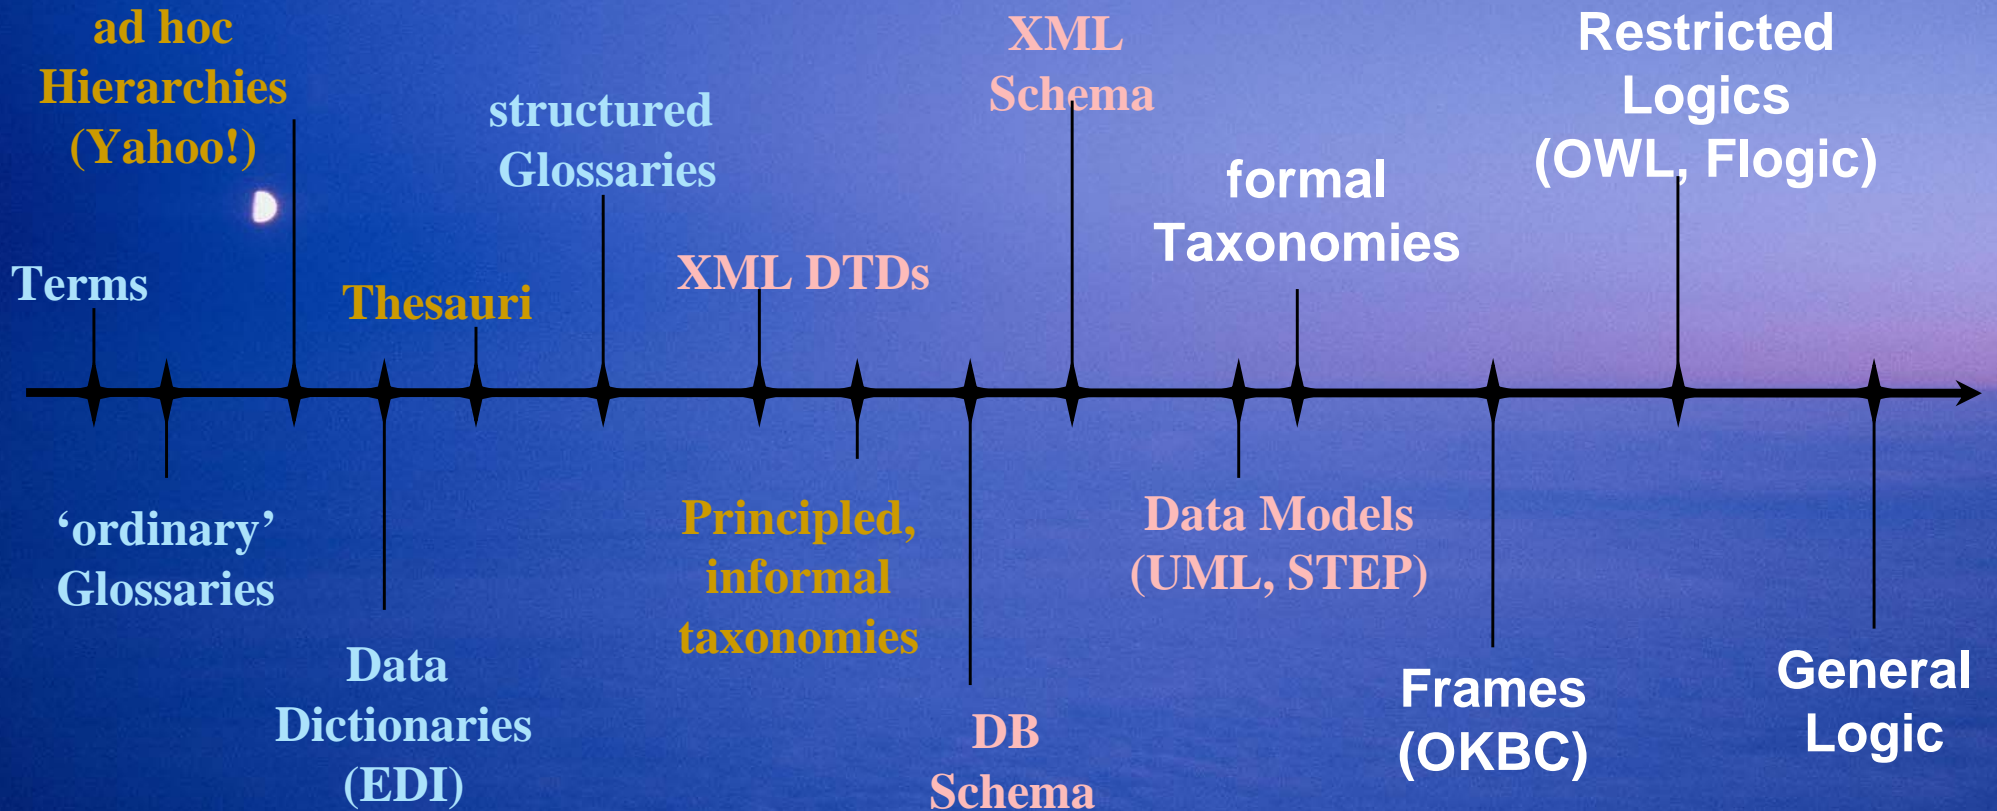 ad hoc
Hierarchies
(Yahoo!)
XML
Schema
Restricted
Logics
(OWL, Flogic)
structured
Glossaries
formal
Taxonomies
Terms
Thesauri
XML DTDs
‘ordinary’
Glossaries
Principled,
informal
taxonomies
Data Models
(UML, STEP)
Data
Dictionaries
(EDI)
DB
Schema
Frames
(OKBC)
General
Logic